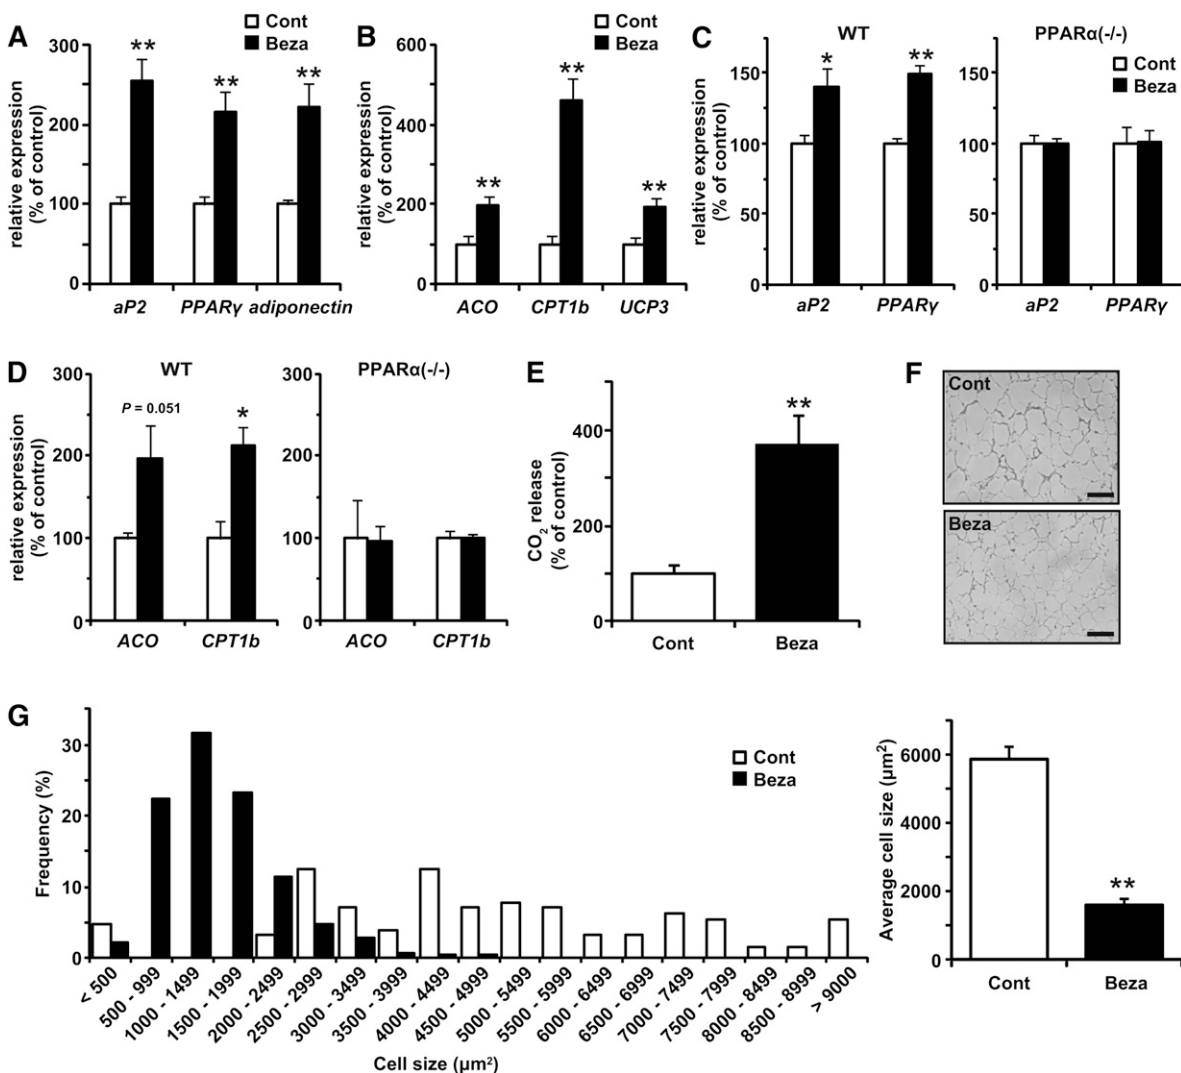 A
relative expression
(% of control)
300
200
100
0
Cont
Beza
**
**
**
aP2 PPARγ adiponectin
B
relative expression
(% of control)
600
400
200
0
Cont
Beza
**
**
**
ACO CPT1b UCP3
C
WT
relative expression
(% of control)
150
100
50
0
*
**
aP2 PPARγ
PPARα(-/-)
Cont
Beza
150
100
50
0
aP2 PPARγ
D
WT
relative expression
(% of control)
300
200
100
0
P = 0.051
*
ACO CPT1b
PPARα(-/-)
300
200
100
0
ACO CPT1b
E
CO2 release
(% of control)
400
200
0
**
Cont Beza
F
Cont
Beza
G
Frequency (%)
30
20
10
0
Cont
Beza
< 500
500 - 999
1000 - 1499
1500 - 1999
2000 - 2499
2500 - 2999
3000 - 3499
3500 - 3999
4000 - 4499
4500 - 4999
5000 - 5499
5500 - 5999
6000 - 6499
6500 - 6999
7000 - 7499
7500 - 7999
8000 - 8499
8500 - 8999
> 9000
Cell size (µm²)
Average cell size (µm²)
6000
4000
2000
0
**
Cont Beza